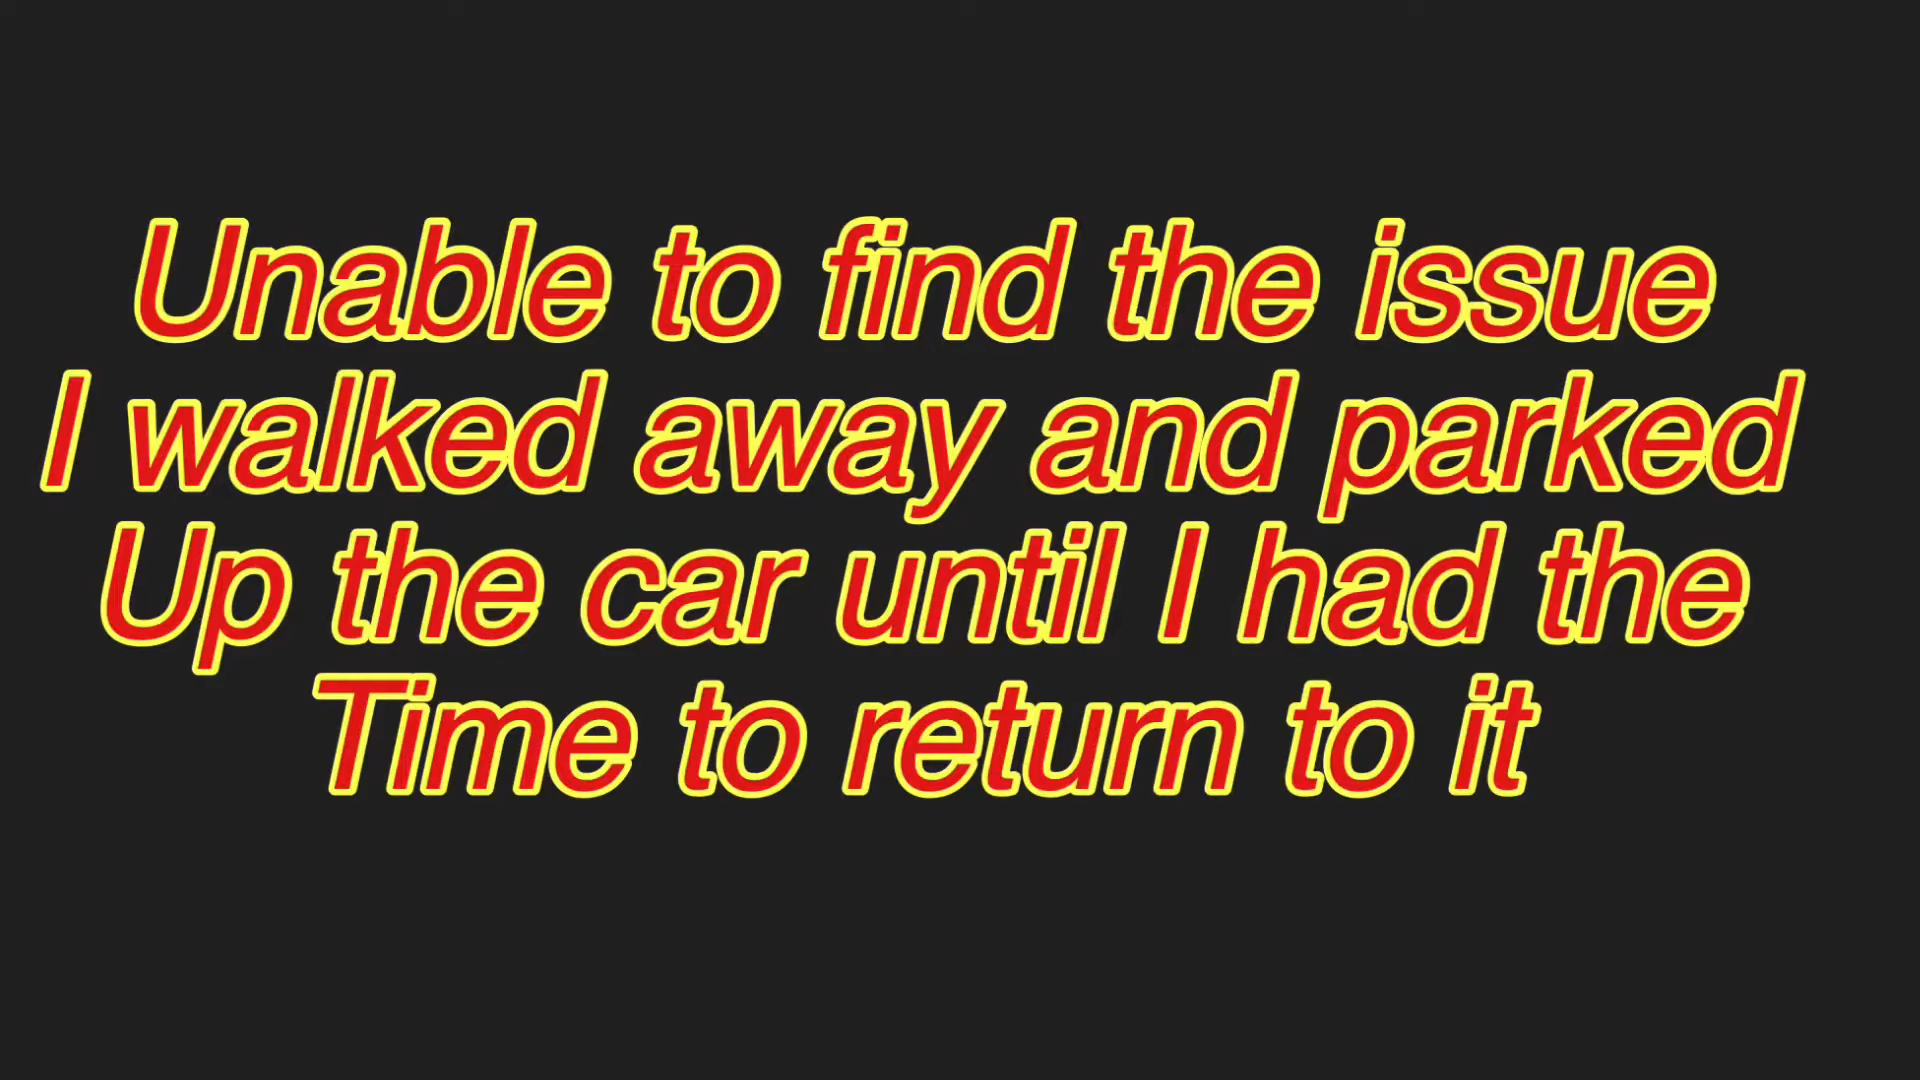 Unable to find the issue
I walked away and parked
Up the car until I had the
Time to return to it